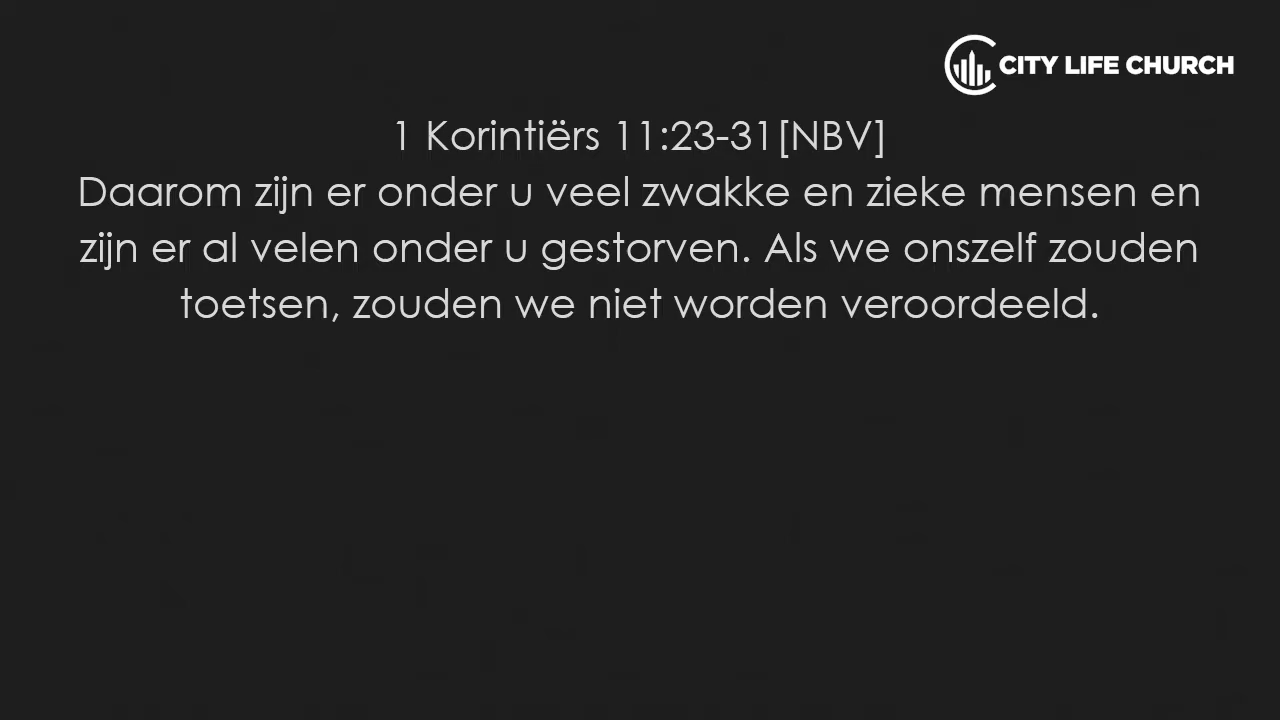 CITY LIFE CHURCH
1 Korintiërs 11:23-31[NBV]
Daarom zijn er onder u veel zwakke en zieke mensen en
zijn er al velen onder u gestorven. Als we onszelf zouden
toetsen, zouden we niet worden veroordeeld.